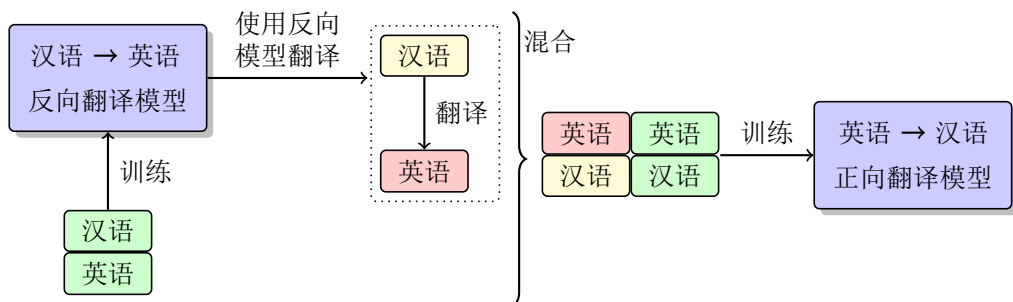 汉语 → 英语
反向翻译模型
使用反向
模型翻译
训练
汉语
英语
汉语
翻译
英语
混合
英语 英语
汉语 汉语
训练
英语 → 汉语
正向翻译模型